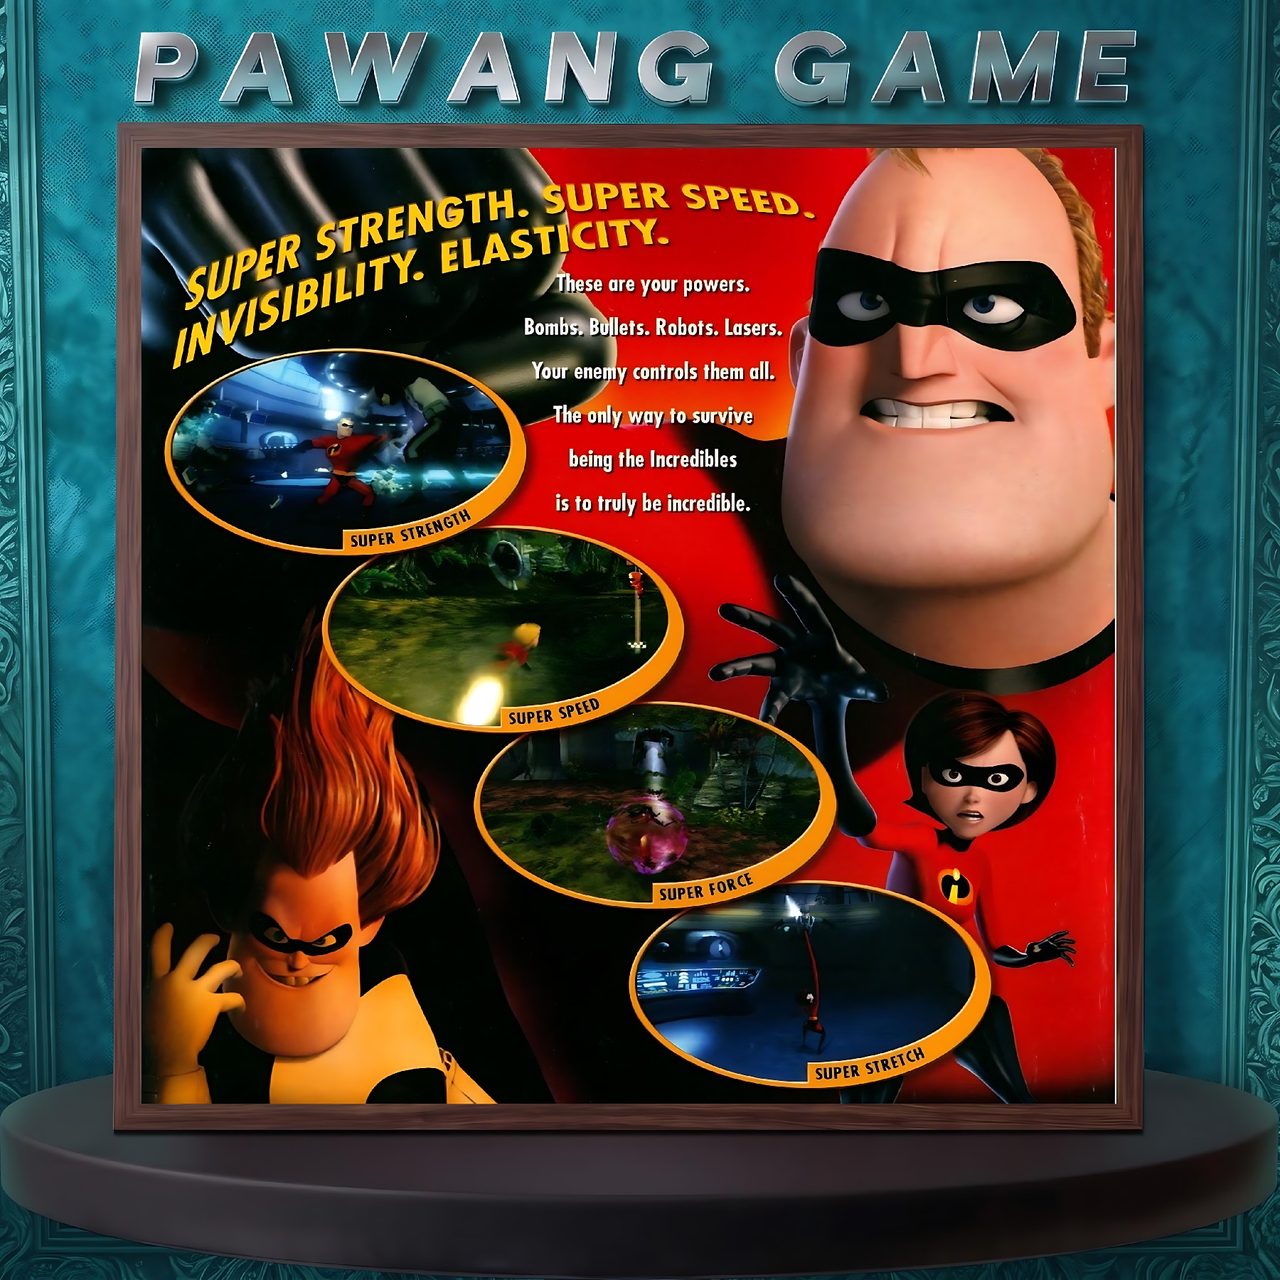 PAWANG GAME
SUPER STRENGTH. SUPER SPEED.
INVISIBILITY. ELASTICITY.
These are your powers.
Bombs. Bullets. Robots. Lasers.
Your enemy controls them all.
The only way to survive
being the Incredibles
is to truly be incredible.
SUPER STRENGTH
SUPER SPEED
SUPER FORCE
SUPER STRETCH